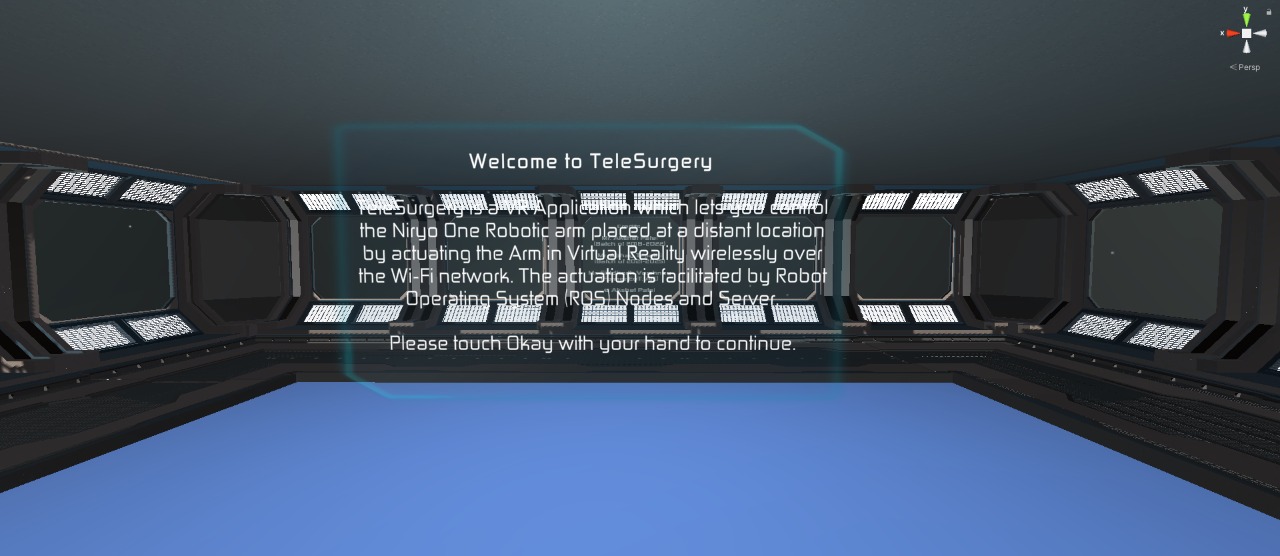 y
x
< Persp
Welcome to TeleSurgery
TeleSurgery is a VR Application which lets you control
the Niryo One Robotic arm placed at a distant location
by actuating the Arm in Virtual Reality wirelessly over
the Wi-Fi network. The actuation is facilitated by Robot
Operating System (ROS) Nodes and Server.
Please touch Okay with your hand to continue.